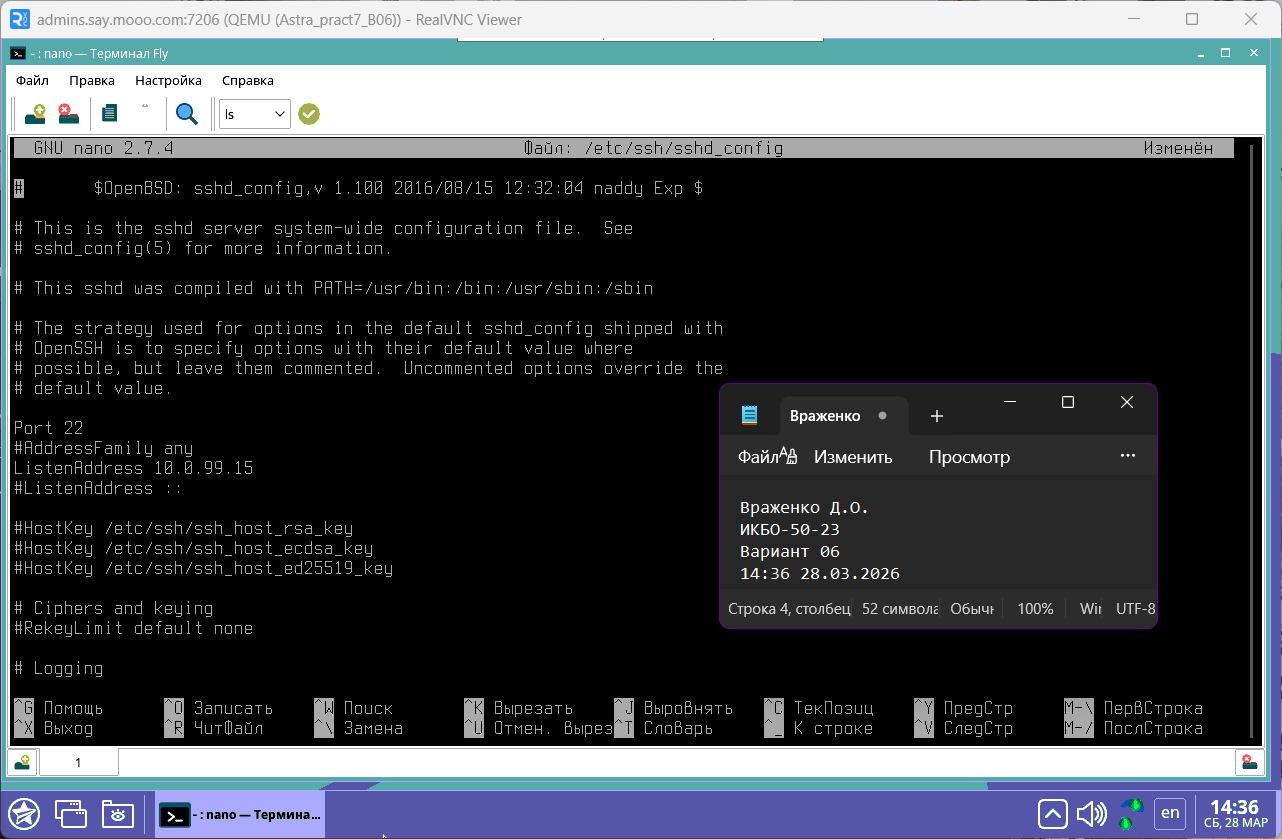 admins.say.mooo.com:7206 (QEMU (Astra_pract7_B06)) - RealVNC Viewer
- : nano — Терминал Fly
Файл Правка Настройка Справка
ls
GNU nano 2.7.4 Файл: /etc/ssh/sshd_config Изменён
# $OpenBSD: sshd_config,v 1.100 2016/08/15 12:32:04 naddy Exp $
# This is the sshd server system-wide configuration file. See
# sshd_config(5) for more information.
# This sshd was compiled with PATH=/usr/bin:/bin:/usr/sbin:/sbin
# The strategy used for options in the default sshd_config shipped with
# OpenSSH is to specify options with their default value where
# possible, but leave them commented. Uncommented options override the
# default value.
Port 22
#AddressFamily any
ListenAddress 10.0.99.15
#ListenAddress ::
#HostKey /etc/ssh/ssh_host_rsa_key
#HostKey /etc/ssh/ssh_host_ecdsa_key
#HostKey /etc/ssh/ssh_host_ed25519_key
# Ciphers and keying
#RekeyLimit default none
# Logging
Враженко
Файл Изменить Просмотр
Враженко Д.О.
ИКБО-50-23
Вариант 06
14:36 28.03.2026
Строка 4, столбец 52 символа Обычн 100% Win UTF-8
^G Помощь ^O Записать ^W Поиск ^K Вырезать ^J Выровнять ^C ТекПозиц ^Y ПредСтр M-\ ПервСтрока
^X Выход ^R ЧитФайл ^\ Замена ^U Отмен. Вырез ^T Словарь ^_ К строке ^V СледСтр M-/ ПослСтрока
1
- : nano — Термина...
en
14:36
СБ, 28 МАР